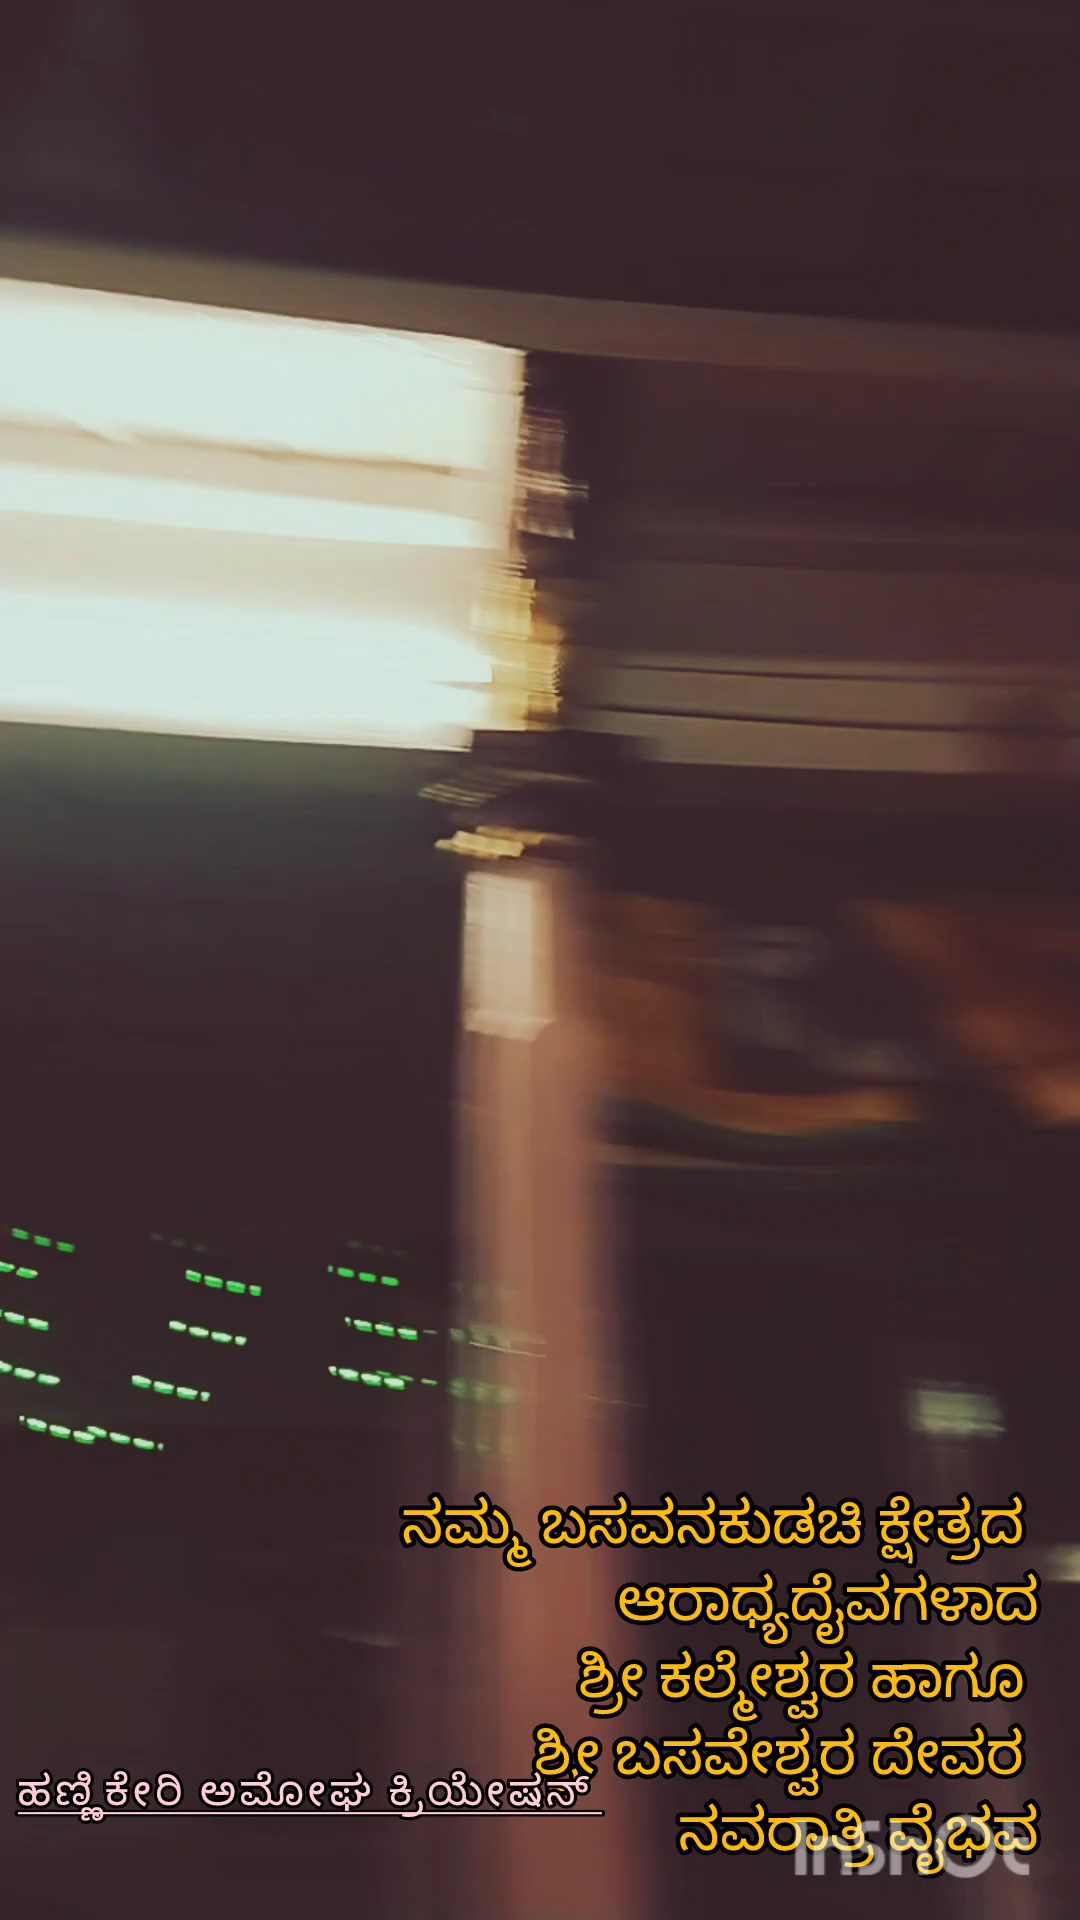 ನಮ್ಮ ಬಸವನಕುಡಚಿ ಕ್ಷೇತ್ರದ
ಆರಾಧ್ಯದೈವಗಳಾದ
ಶ್ರೀ ಕಲ್ಮೇಶ್ವರ ಹಾಗೂ
ಶ್ರೀ ಬಸವೇಶ್ವರ ದೇವರ
ಹಣ್ಣಿಕೇರಿ ಅಮೋಘ ಕ್ರಿಯೇಷನ್
ನವರಾತ್ರಿ ವೈಭವ
InShot